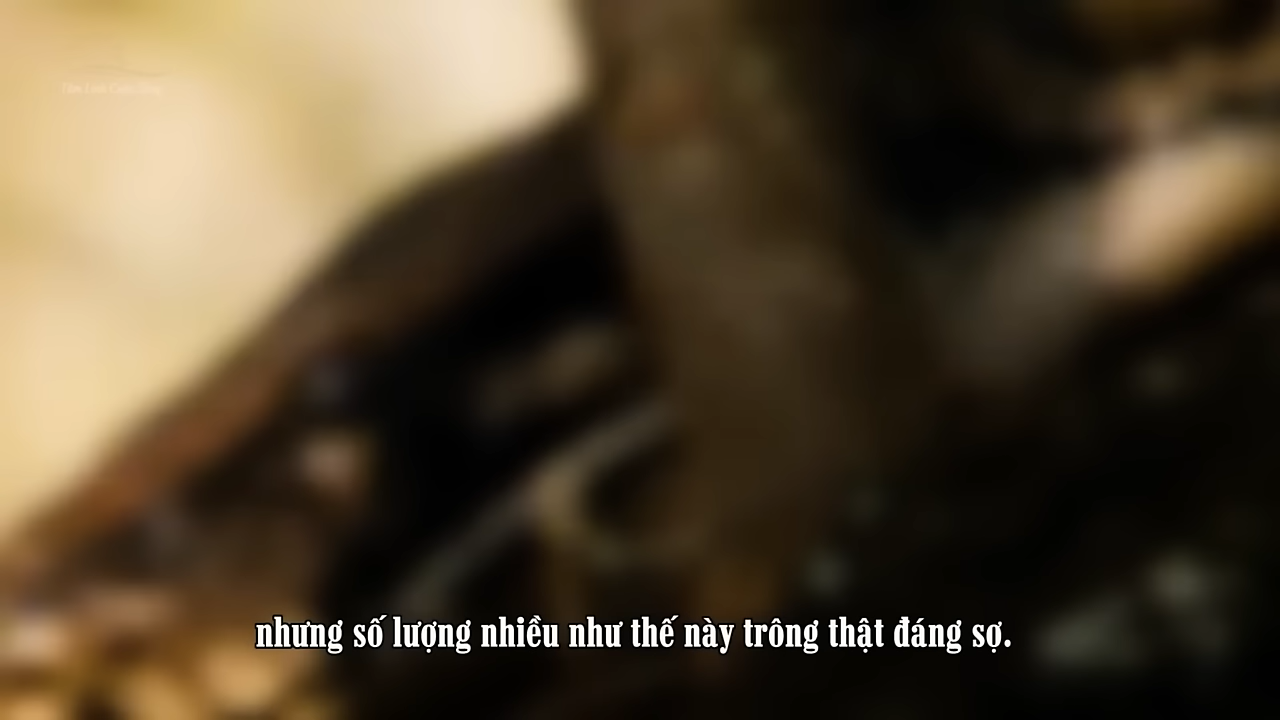 nhưng số lượng nhiều như thế này trông thật đáng sợ.